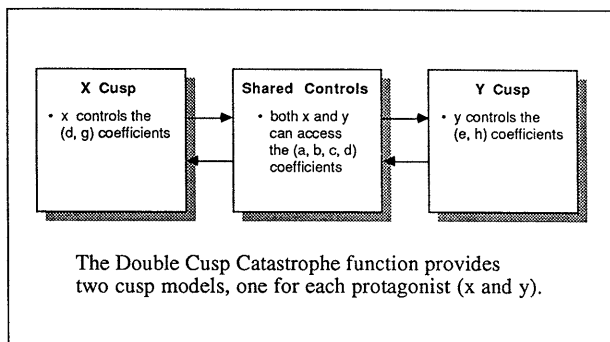 X Cusp
• x controls the
(d, g) coefficients
Shared Controls
• both x and y
can access
the (a, b, c, d)
coefficients
Y Cusp
• y controls the
(e, h) coefficients
The Double Cusp Catastrophe function provides
two cusp models, one for each protagonist (x and y).